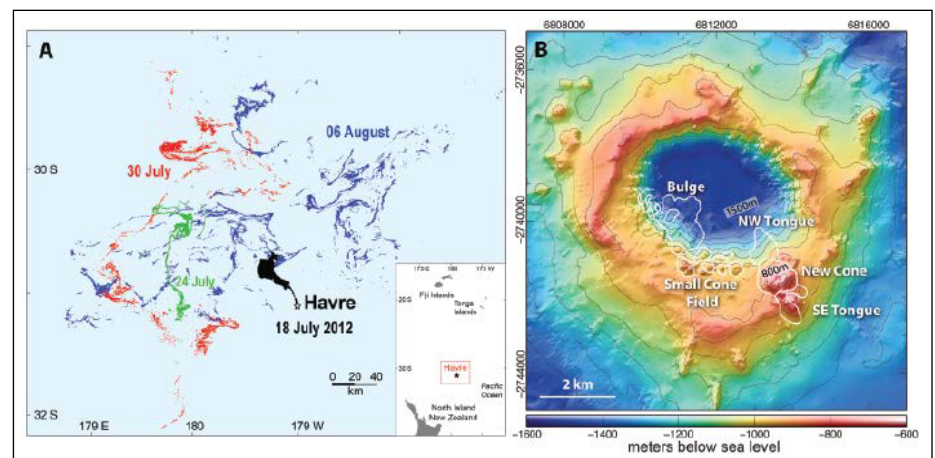 A
06 August
30 July
24 July
Havre
18 July 2012
30 S
32 S
179 E
180
179 W
0 20 40
km
180
Fiji Islands
Tonga
Islands
Havre
Pacific
Ocean
North Island
New Zealand
B
6808000
6812000
6816000
-2736000
-2740000
-2744000
Bulge
1500m
NW Tongue
800m
New Cone
Small Cone
Field
SE Tongue
2 km
-1600
-1400
-1200
-1000
-800
-600
meters below sea level